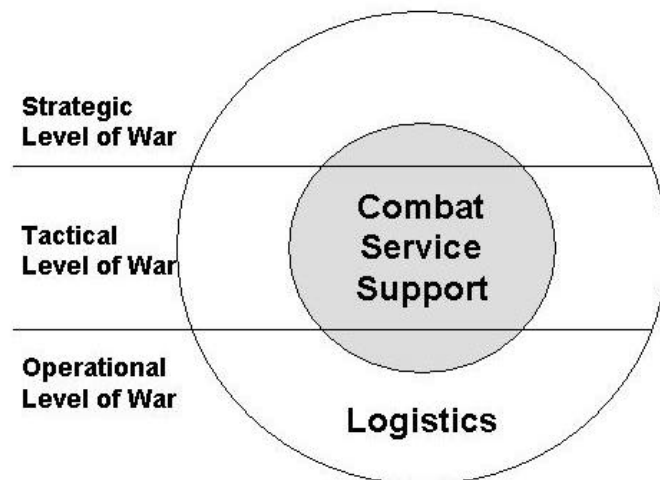 Strategic
Level of War
Combat
Service
Support
Tactical
Level of War
Operational
Level of War
Logistics